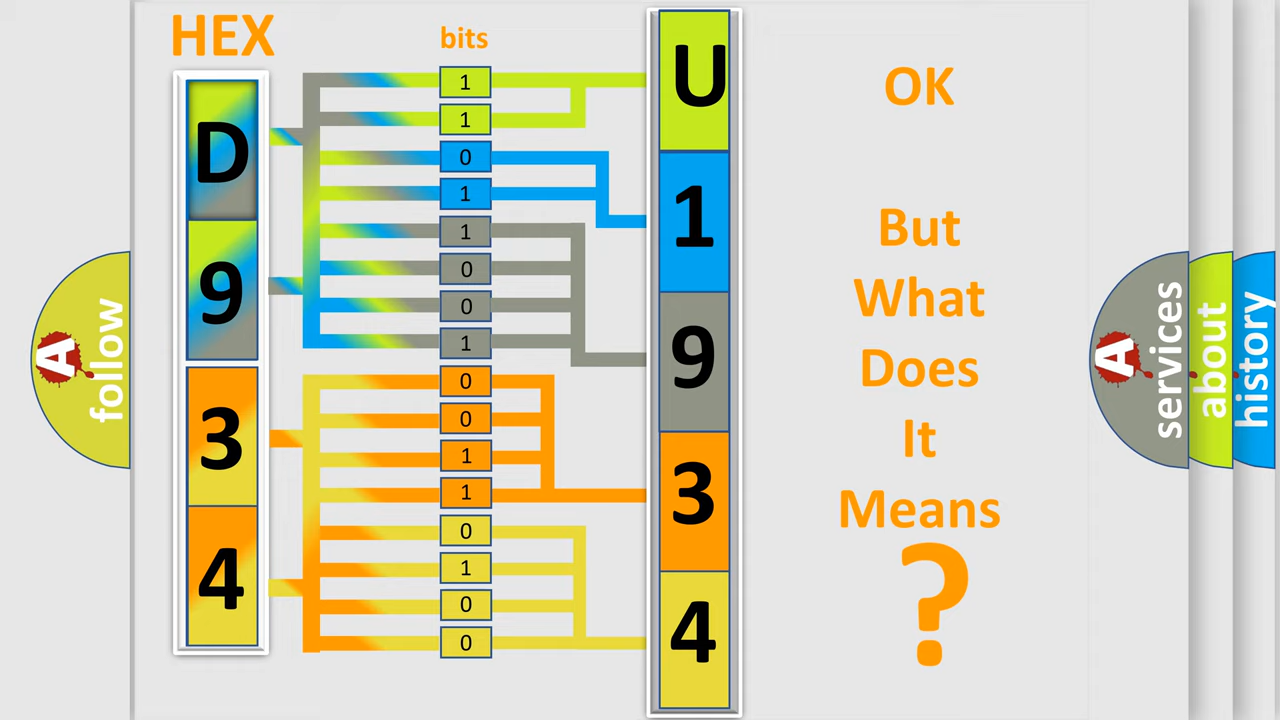 HEX
bits
D
9
3
4
1
1
0
1
1
0
0
1
0
0
1
1
0
1
0
0
U
1
9
3
4
OK
But
What
Does
It
Means
?
A
follow
A
services
about
history